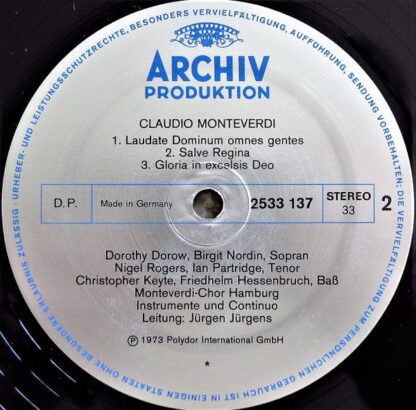 ARCHIV
PRODUKTION
CLAUDIO MONTEVERDI
1. Laudate Dominum omnes gentes
2. Salve Regina
3. Gloria in excelsis Deo
D.P.
Made in Germany
2533 137
STEREO
33
2
Dorothy Dorow, Birgit Nordin, Sopran
Nigel Rogers, Ian Partridge, Tenor
Christopher Keyte, Friedhelm Hessenbruch, Baß
Monteverdi-Chor Hamburg
Instrumente und Continuo
Leitung: Jürgen Jürgens
Ⓟ 1973 Polydor International GmbH
*
URHEBER- UND LEISTUNGSSCHUTZRECHTE, BESONDERS VERVIELFÄLTIGUNG, AUFFÜHRUNG, SENDUNG VORBEHALTEN; DIE VERVIELFÄLTIGUNG ZUM PERSÖNLICHEN GEBRAUCH IST IN EINIGEN STAATEN OHNE BESONDERE ERLAUBNIS ZULÄSSIG ·